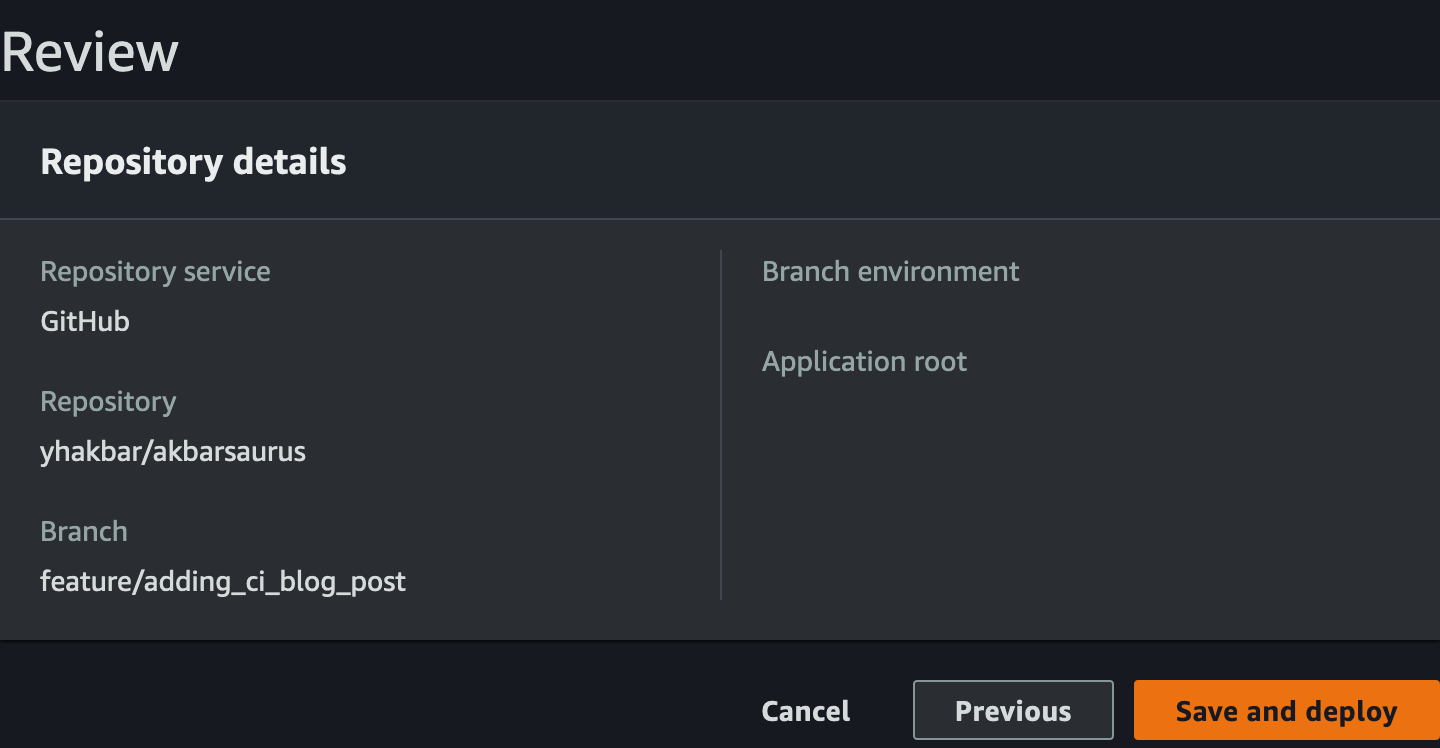 Review
Repository details
Repository service
GitHub
Repository
yhakbar/akbarsaurus
Branch
feature/adding_ci_blog_post
Branch environment
Application root
Cancel
Previous
Save and deploy